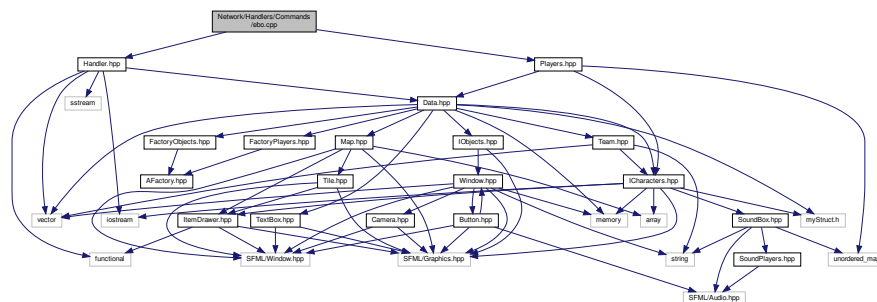 Network/Handlers/Commands
/ebo.cpp
Handler.hpp
Players.hpp
sstream
Data.hpp
FactoryObjects.hpp
FactoryPlayers.hpp
Map.hpp
IObjects.hpp
Team.hpp
AFactory.hpp
Tile.hpp
Window.hpp
ICharacters.hpp
vector
iostream
ItemDrawer.hpp
TextBox.hpp
Camera.hpp
Button.hpp
memory
array
SoundBox.hpp
myStruct.h
functional
SFML/Window.hpp
SFML/Graphics.hpp
string
SoundPlayers.hpp
unordered_map
SFML/Audio.hpp